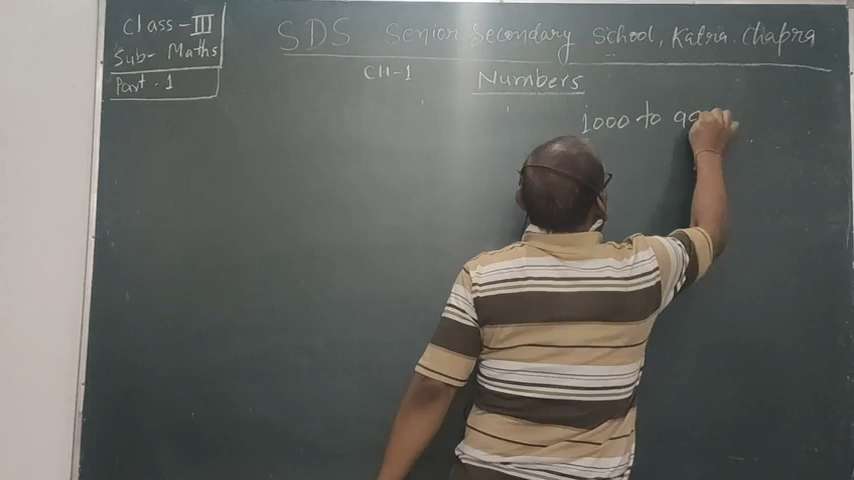 Class - III
Sub- Maths
Part - 1
SDS Senior Secondary School, Katra. Chapra
CH-1 Numbers
1000 to 99